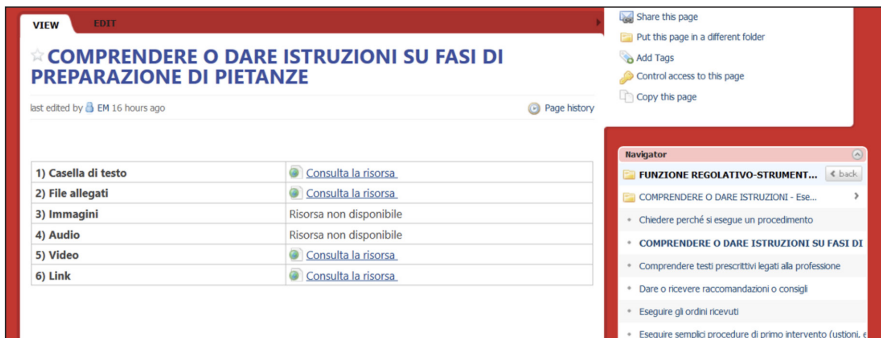 VIEW
EDIT
COMPRENDERE O DARE ISTRUZIONI SU FASI DI
PREPARAZIONE DI PIETANZE
last edited by EM 16 hours ago
Page history
1) Casella di testo Consulta la risorsa
2) File allegati Consulta la risorsa
3) Immagini Risorsa non disponibile
4) Audio Risorsa non disponibile
5) Video Consulta la risorsa
6) Link Consulta la risorsa
Share this page
Put this page in a different folder
Add Tags
Control access to this page
Copy this page
Navigator
FUNZIONE REGOLATIVO-STRUMENT... back
COMPRENDERE O DARE ISTRUZIONI - Ese...
Chiedere perché si esegue un procedimento
COMPRENDERE O DARE ISTRUZIONI SU FASI DI
Comprendere testi prescrittivi legati alla professione
Dare o ricevere raccomandazioni o consigli
Eseguire gli ordini ricevuti
Eseguire semplici procedure di primo intervento (ustioni, e